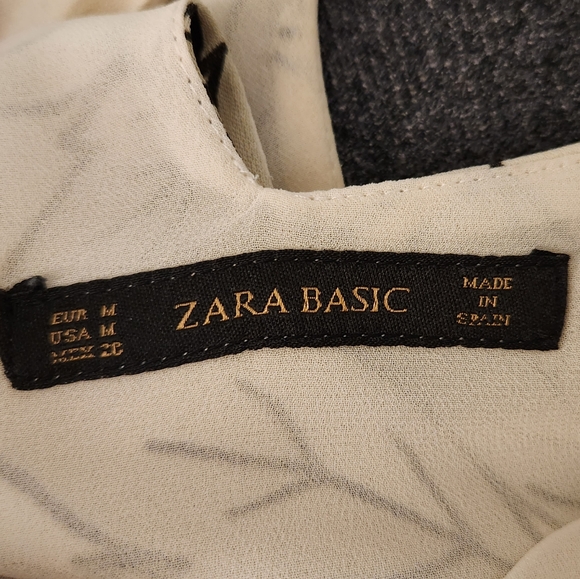 EUR M
USA M
MEX 28
ZARA BASIC
MADE
IN
SPAIN